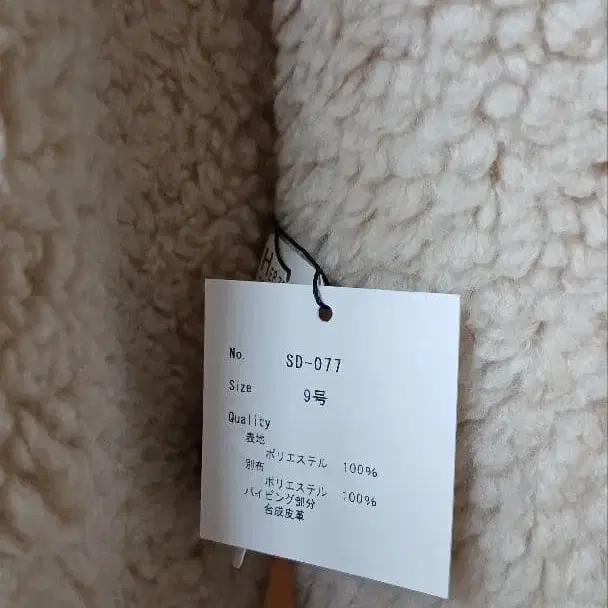 No. SD-077
Size 9号
Quality
表地
ポリエステル 100%
別布
ポリエステル 100%
パイピング部分
合成皮革